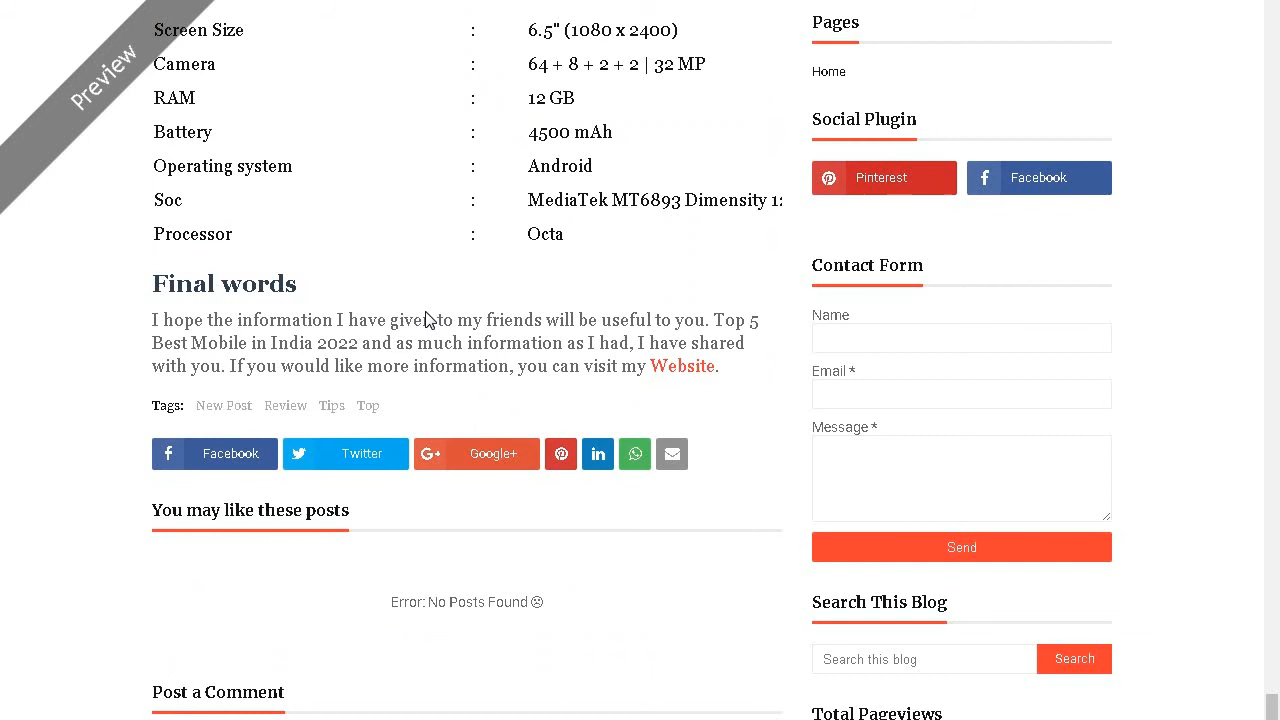 Preview
Screen Size : 6.5" (1080 x 2400)
Camera : 64 + 8 + 2 + 2 | 32 MP
RAM : 12 GB
Battery : 4500 mAh
Operating system : Android
Soc : MediaTek MT6893 Dimensity 12
Processor : Octa
Final words
I hope the information I have given to my friends will be useful to you. Top 5
Best Mobile in India 2022 and as much information as I had, I have shared
with you. If you would like more information, you can visit my Website.
Tags: New Post Review Tips Top
Facebook Twitter Google+
You may like these posts
Error: No Posts Found ☹
Post a Comment
Pages
Home
Social Plugin
Pinterest Facebook
Contact Form
Name
Email *
Message *
Send
Search This Blog
Search this blog Search
Total Pageviews